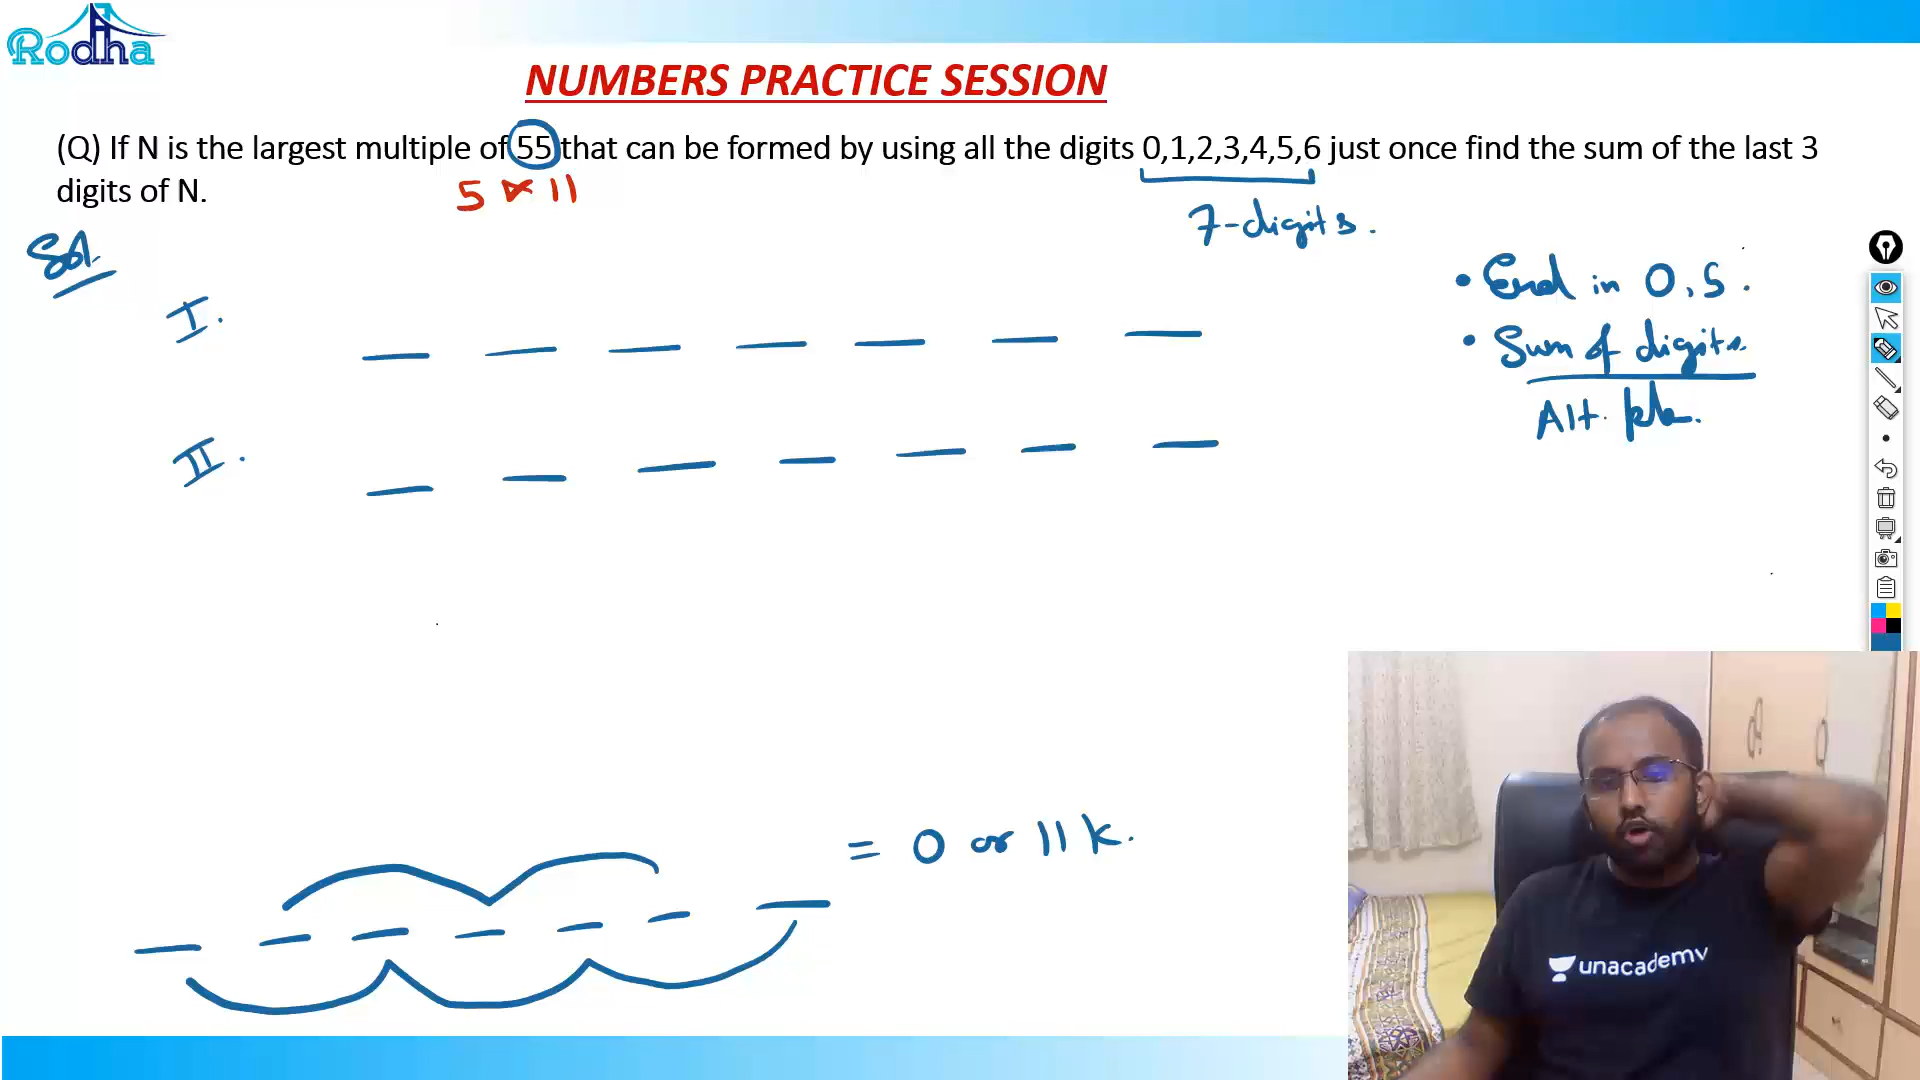 Rodha
NUMBERS PRACTICE SESSION
(Q) If N is the largest multiple of 55 that can be formed by using all the digits 0,1,2,3,4,5,6 just once find the sum of the last 3
digits of N.
5 × 11
7-digits.
Sol.
I.
II.
• End in 0, 5.
• Sum of digits
Alt. plc.
= 0 or 11 k.
unacademy